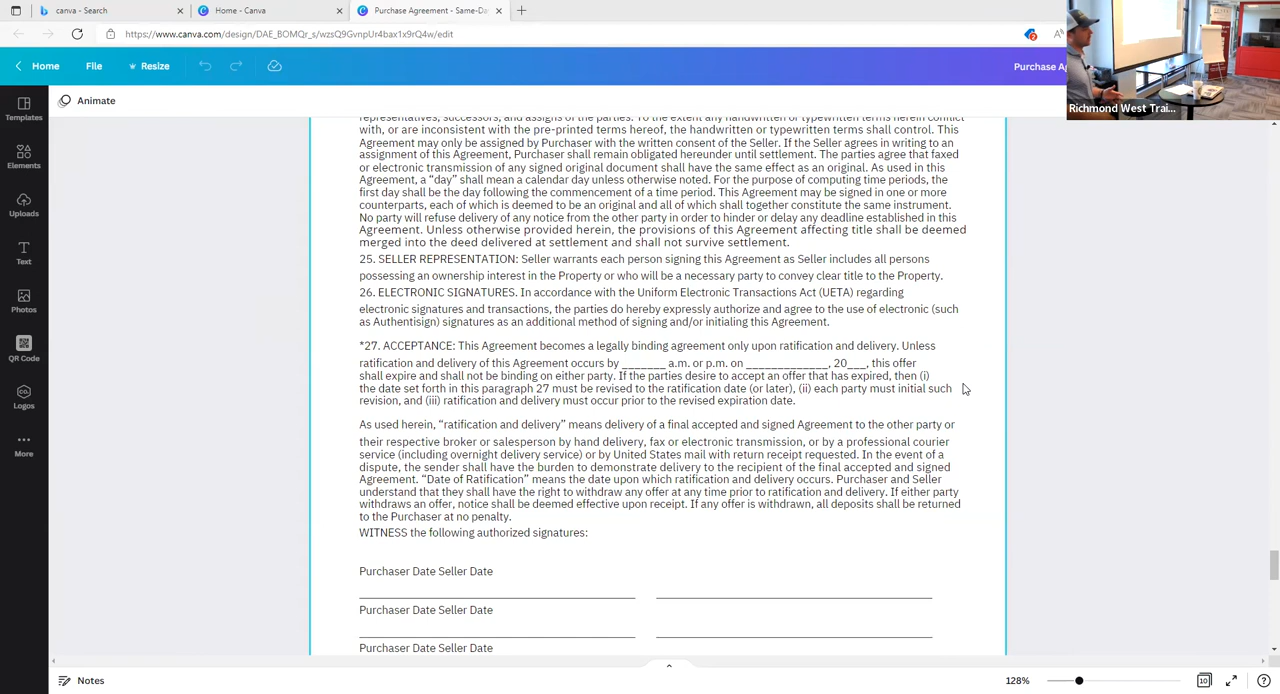 canva - Search
Home - Canva
Purchase Agreement - Same-Da
https://www.canva.com/design/DAE_BOMQr_s/wzsQ9GvnpUr4bax1x9rQ4w/edit
Home
File
Resize
Purchase Ag
Richmond West Trai...
Animate
Templates
Elements
Uploads
Text
Photos
QR Code
Logos
More
representatives, successors, and assigns of the parties. To the extent any handwritten or typewritten terms herein conflict
with, or are inconsistent with the pre-printed terms hereof, the handwritten or typewritten terms shall control. This
Agreement may only be assigned by Purchaser with the written consent of the Seller. If the Seller agrees in writing to an
assignment of this Agreement, Purchaser shall remain obligated hereunder until settlement. The parties agree that faxed
or electronic transmission of any signed original document shall have the same effect as an original. As used in this
Agreement, a “day” shall mean a calendar day unless otherwise noted. For the purpose of computing time periods, the
first day shall be the day following the commencement of a time period. This Agreement may be signed in one or more
counterparts, each of which is deemed to be an original and all of which shall together constitute the same instrument.
No party will refuse delivery of any notice from the other party in order to hinder or delay any deadline established in this
Agreement. Unless otherwise provided herein, the provisions of this Agreement affecting title shall be deemed
merged into the deed delivered at settlement and shall not survive settlement.
25. SELLER REPRESENTATION: Seller warrants each person signing this Agreement as Seller includes all persons
possessing an ownership interest in the Property or who will be a necessary party to convey clear title to the Property.
26. ELECTRONIC SIGNATURES. In accordance with the Uniform Electronic Transactions Act (UETA) regarding
electronic signatures and transactions, the parties do hereby expressly authorize and agree to the use of electronic (such
as Authentisign) signatures as an additional method of signing and/or initialing this Agreement.
*27. ACCEPTANCE: This Agreement becomes a legally binding agreement only upon ratification and delivery. Unless
ratification and delivery of this Agreement occurs by _______ a.m. or p.m. on _____________, 20___, this offer
shall expire and shall not be binding on either party. If the parties desire to accept an offer that has expired, then (i)
the date set forth in this paragraph 27 must be revised to the ratification date (or later), (ii) each party must initial such
revision, and (iii) ratification and delivery must occur prior to the revised expiration date.
As used herein, “ratification and delivery” means delivery of a final accepted and signed Agreement to the other party or
their respective broker or salesperson by hand delivery, fax or electronic transmission, or by a professional courier
service (including overnight delivery service) or by United States mail with return receipt requested. In the event of a
dispute, the sender shall have the burden to demonstrate delivery to the recipient of the final accepted and signed
Agreement. “Date of Ratification” means the date upon which ratification and delivery occurs. Purchaser and Seller
understand that they shall have the right to withdraw any offer at any time prior to ratification and delivery. If either party
withdraws an offer, notice shall be deemed effective upon receipt. If any offer is withdrawn, all deposits shall be returned
to the Purchaser at no penalty.
WITNESS the following authorized signatures:
Purchaser Date Seller Date
Purchaser Date Seller Date
Purchaser Date Seller Date
Notes
128%
10